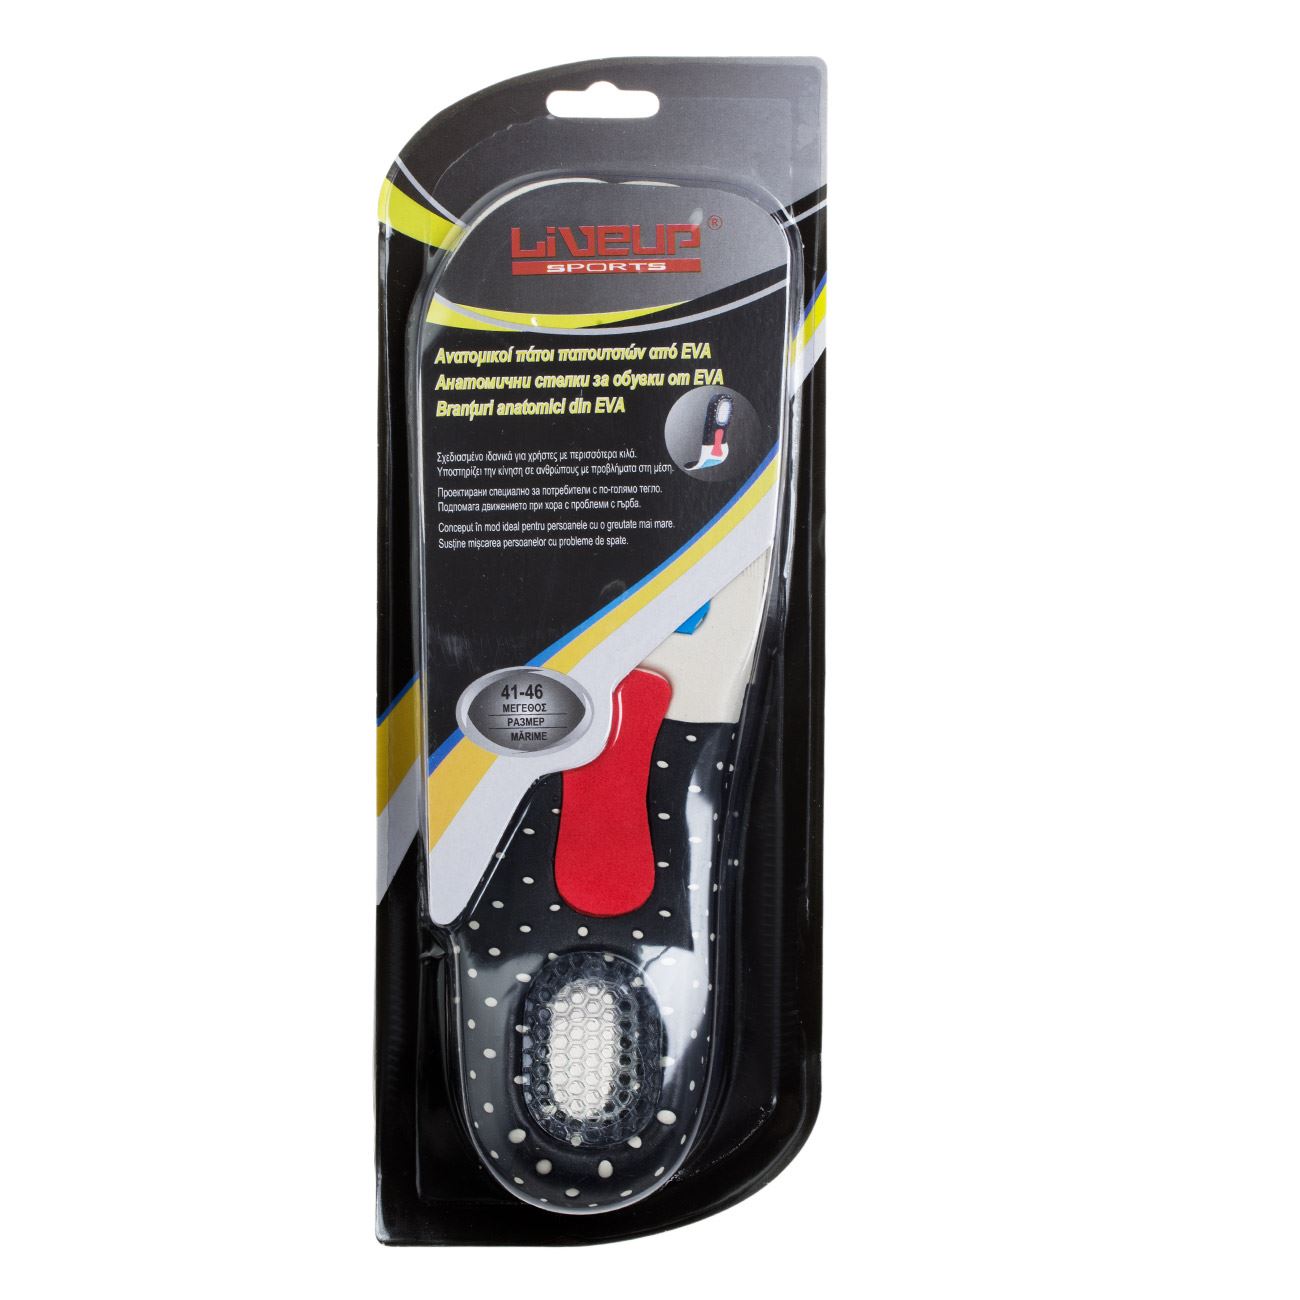 LiVEUP ®
SPORTS
Ανατομικοί πάτοι παπουτσιών από EVA
Анатомични стелки за обувки от EVA
Branţuri anatomici din EVA
Σχεδιασμένο ιδανικά για χρήστες με περισσότερα κιλά.
Υποστηρίζει την κίνηση σε ανθρώπους με προβλήματα στη μέση.
Проектирани специално за потребители с по-голямо тегло.
Подпомага движението при хора с проблеми с гърба.
Conceput în mod ideal pentru persoanele cu o greutate mai mare.
Susţine mişcarea persoanelor cu probleme de spate.
41-46
ΜΕΓΕΘΟΣ
РАЗМЕР
MĂRIME